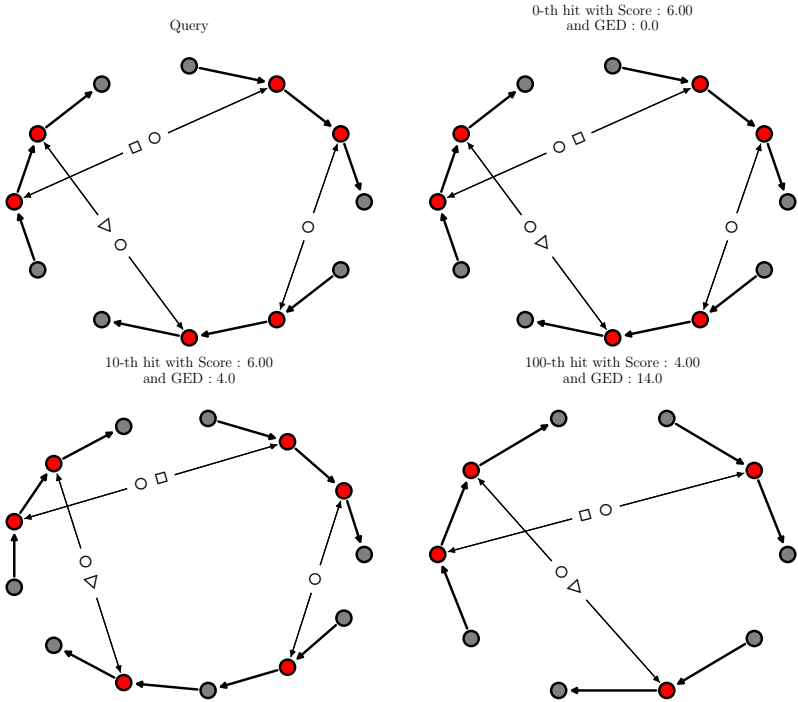 Query
0-th hit with Score : 6.00
and GED : 0.0
10-th hit with Score : 6.00
and GED : 4.0
100-th hit with Score : 4.00
and GED : 14.0